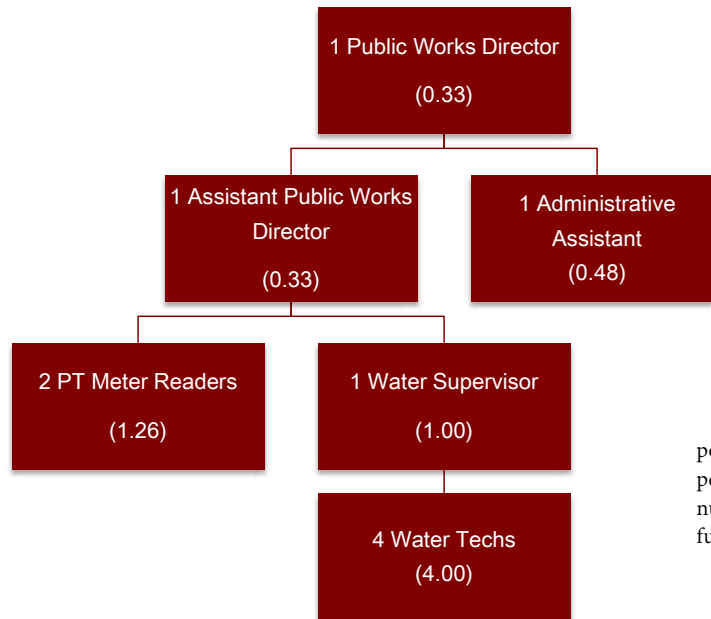 1 Public Works Director
(0.33)
1 Assistant Public Works
Director
(0.33)
1 Administrative
Assistant
(0.48)
2 PT Meter Readers
(1.26)
1 Water Supervisor
(1.00)
4 Water Techs
(4.00)